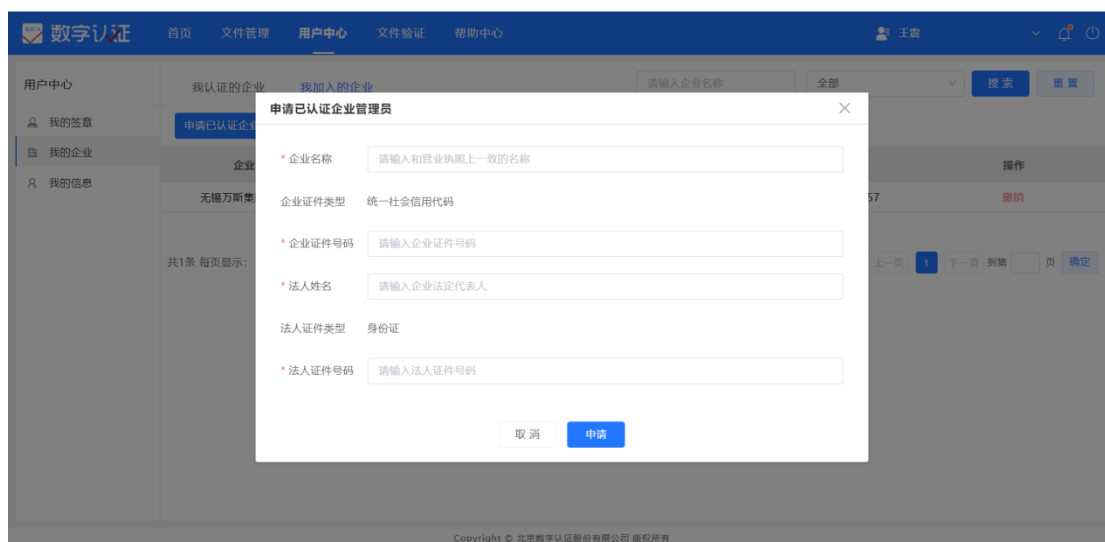 数字认证 首页 文件管理 用户中心 文件验证 帮助中心 王震
用户中心 我认证的企业 我加入的企业 请输入企业名称 全部 搜索 重置
申请已认证企业管理员
我的签章 申请已认证企业
我的企业 企业 * 企业名称 请输入和营业执照上一致的名称 操作
我的信息
无锡万斯集 企业证件类型 统一社会信用代码 57 撤销
* 企业证件号码 请输入企业证件号码
共1条 每页显示: 上一页 1 下一页 到第 页 确定
* 法人姓名 请输入企业法定代表人
法人证件类型 身份证
* 法人证件号码 请输入法人证件号码
取消 申请
Copyright © 北京数字认证股份有限公司 版权所有